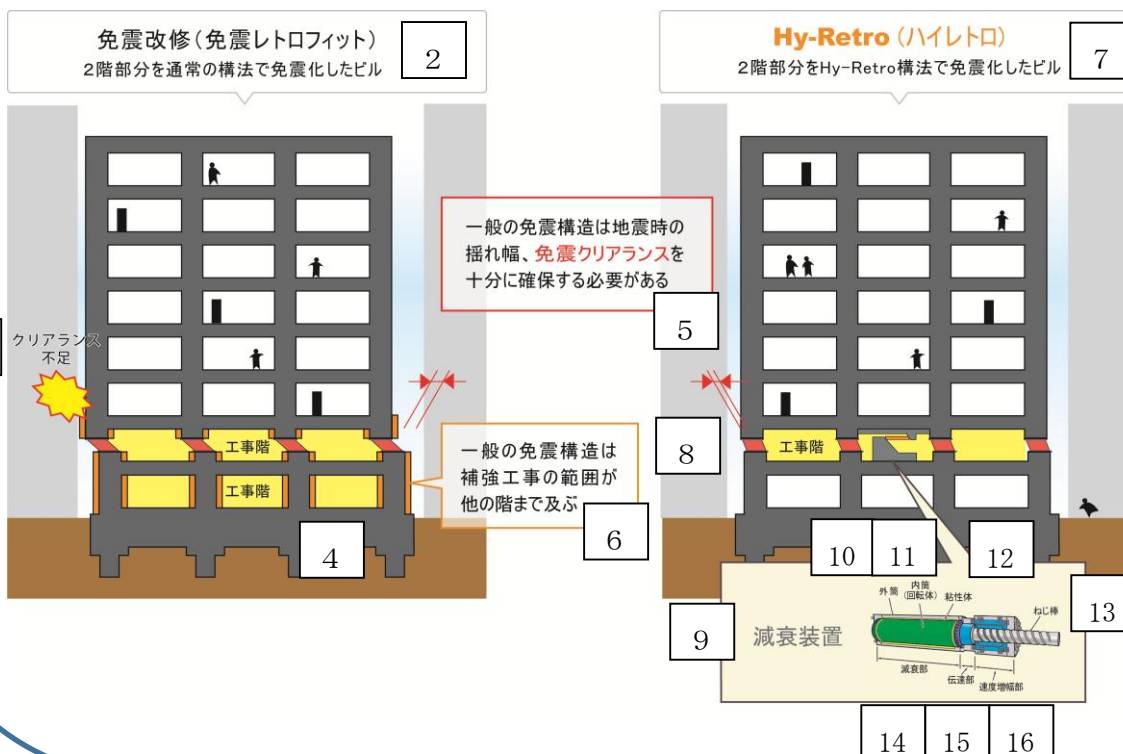 免震改修(免震レトロフィット)
2階部分を通常の構法で免震化したビル
2
Hy-Retro(ハイレトロ)
2階部分をHy-Retro構法で免震化したビル
7
一般の免震構造は地震時の
揺れ幅、免震クリアランスを
十分に確保する必要がある
5
クリアランス
不足
工事階
工事階
4
一般の免震構造は
補強工事の範囲が
他の階まで及ぶ
6
8
工事階
10
11
12
13
9
減衰装置
外筒
内筒
(回転体)
粘性体
ねじ棒
減衰部
伝達部
速度増幅部
14
15
16